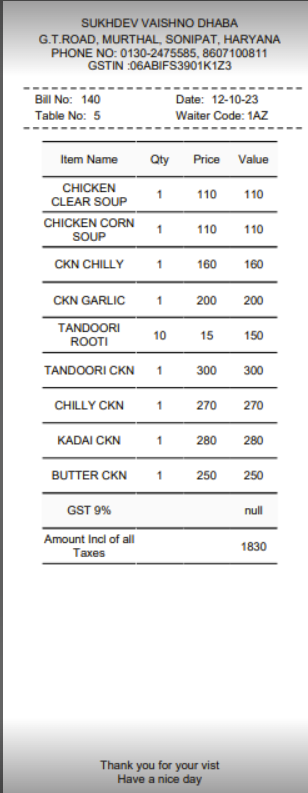 SUKHDEV VAISHNO DHABA
G.T.ROAD, MURTHAL, SONIPAT, HARYANA
PHONE NO: 0130-2475585, 8607100811
GSTIN :06ABIFS3901K1Z3
Bill No: 140 Date: 12-10-23
Table No: 5 Waiter Code: 1AZ
Item Name Qty Price Value
CHICKEN
CLEAR SOUP 1 110 110
CHICKEN CORN
SOUP 1 110 110
CKN CHILLY 1 160 160
CKN GARLIC 1 200 200
TANDOORI
ROOTI 10 15 150
TANDOORI CKN 1 300 300
CHILLY CKN 1 270 270
KADAI CKN 1 280 280
BUTTER CKN 1 250 250
GST 9% null
Amount Incl of all
Taxes 1830
Thank you for your vist
Have a nice day